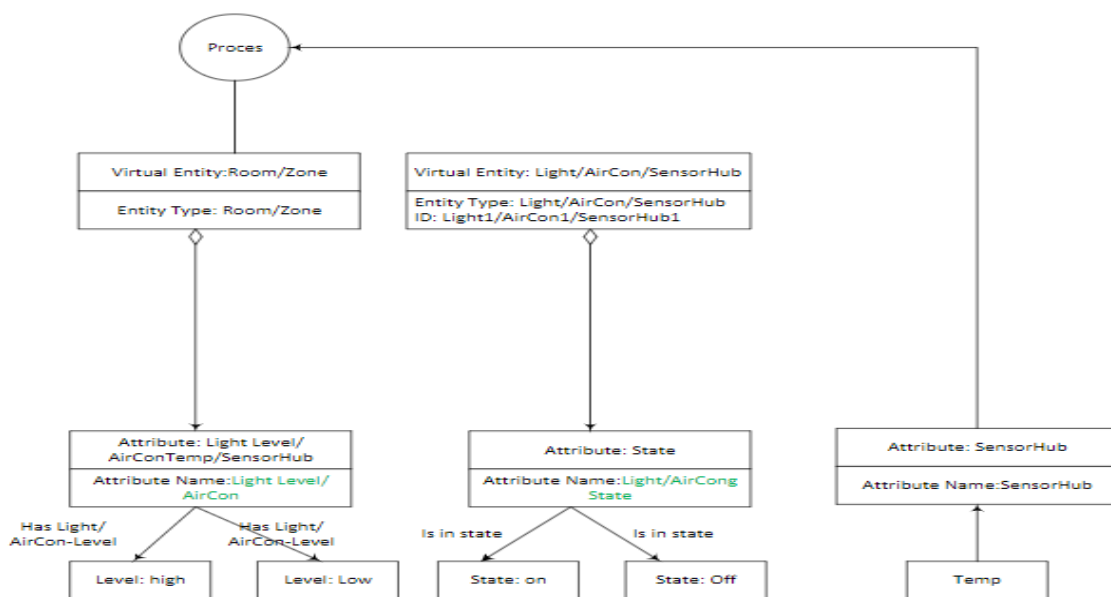 Proces
Virtual Entity:Room/Zone
Entity Type: Room/Zone
Virtual Entity: Light/AirCon/SensorHub
Entity Type: Light/AirCon/SensorHub
ID: Light1/AirCon1/SensorHub1
Attribute: Light Level/
AirConTemp/SensorHub
Attribute Name:Light Level/
AirCon
Attribute: State
Attribute Name:Light/AirCong
State
Attribute: SensorHub
Attribute Name:SensorHub
Has Light/
AirCon-Level
Has Light/
AirCon-Level
Is in state
Is in state
Level: high
Level: Low
State: on
State: Off
Temp